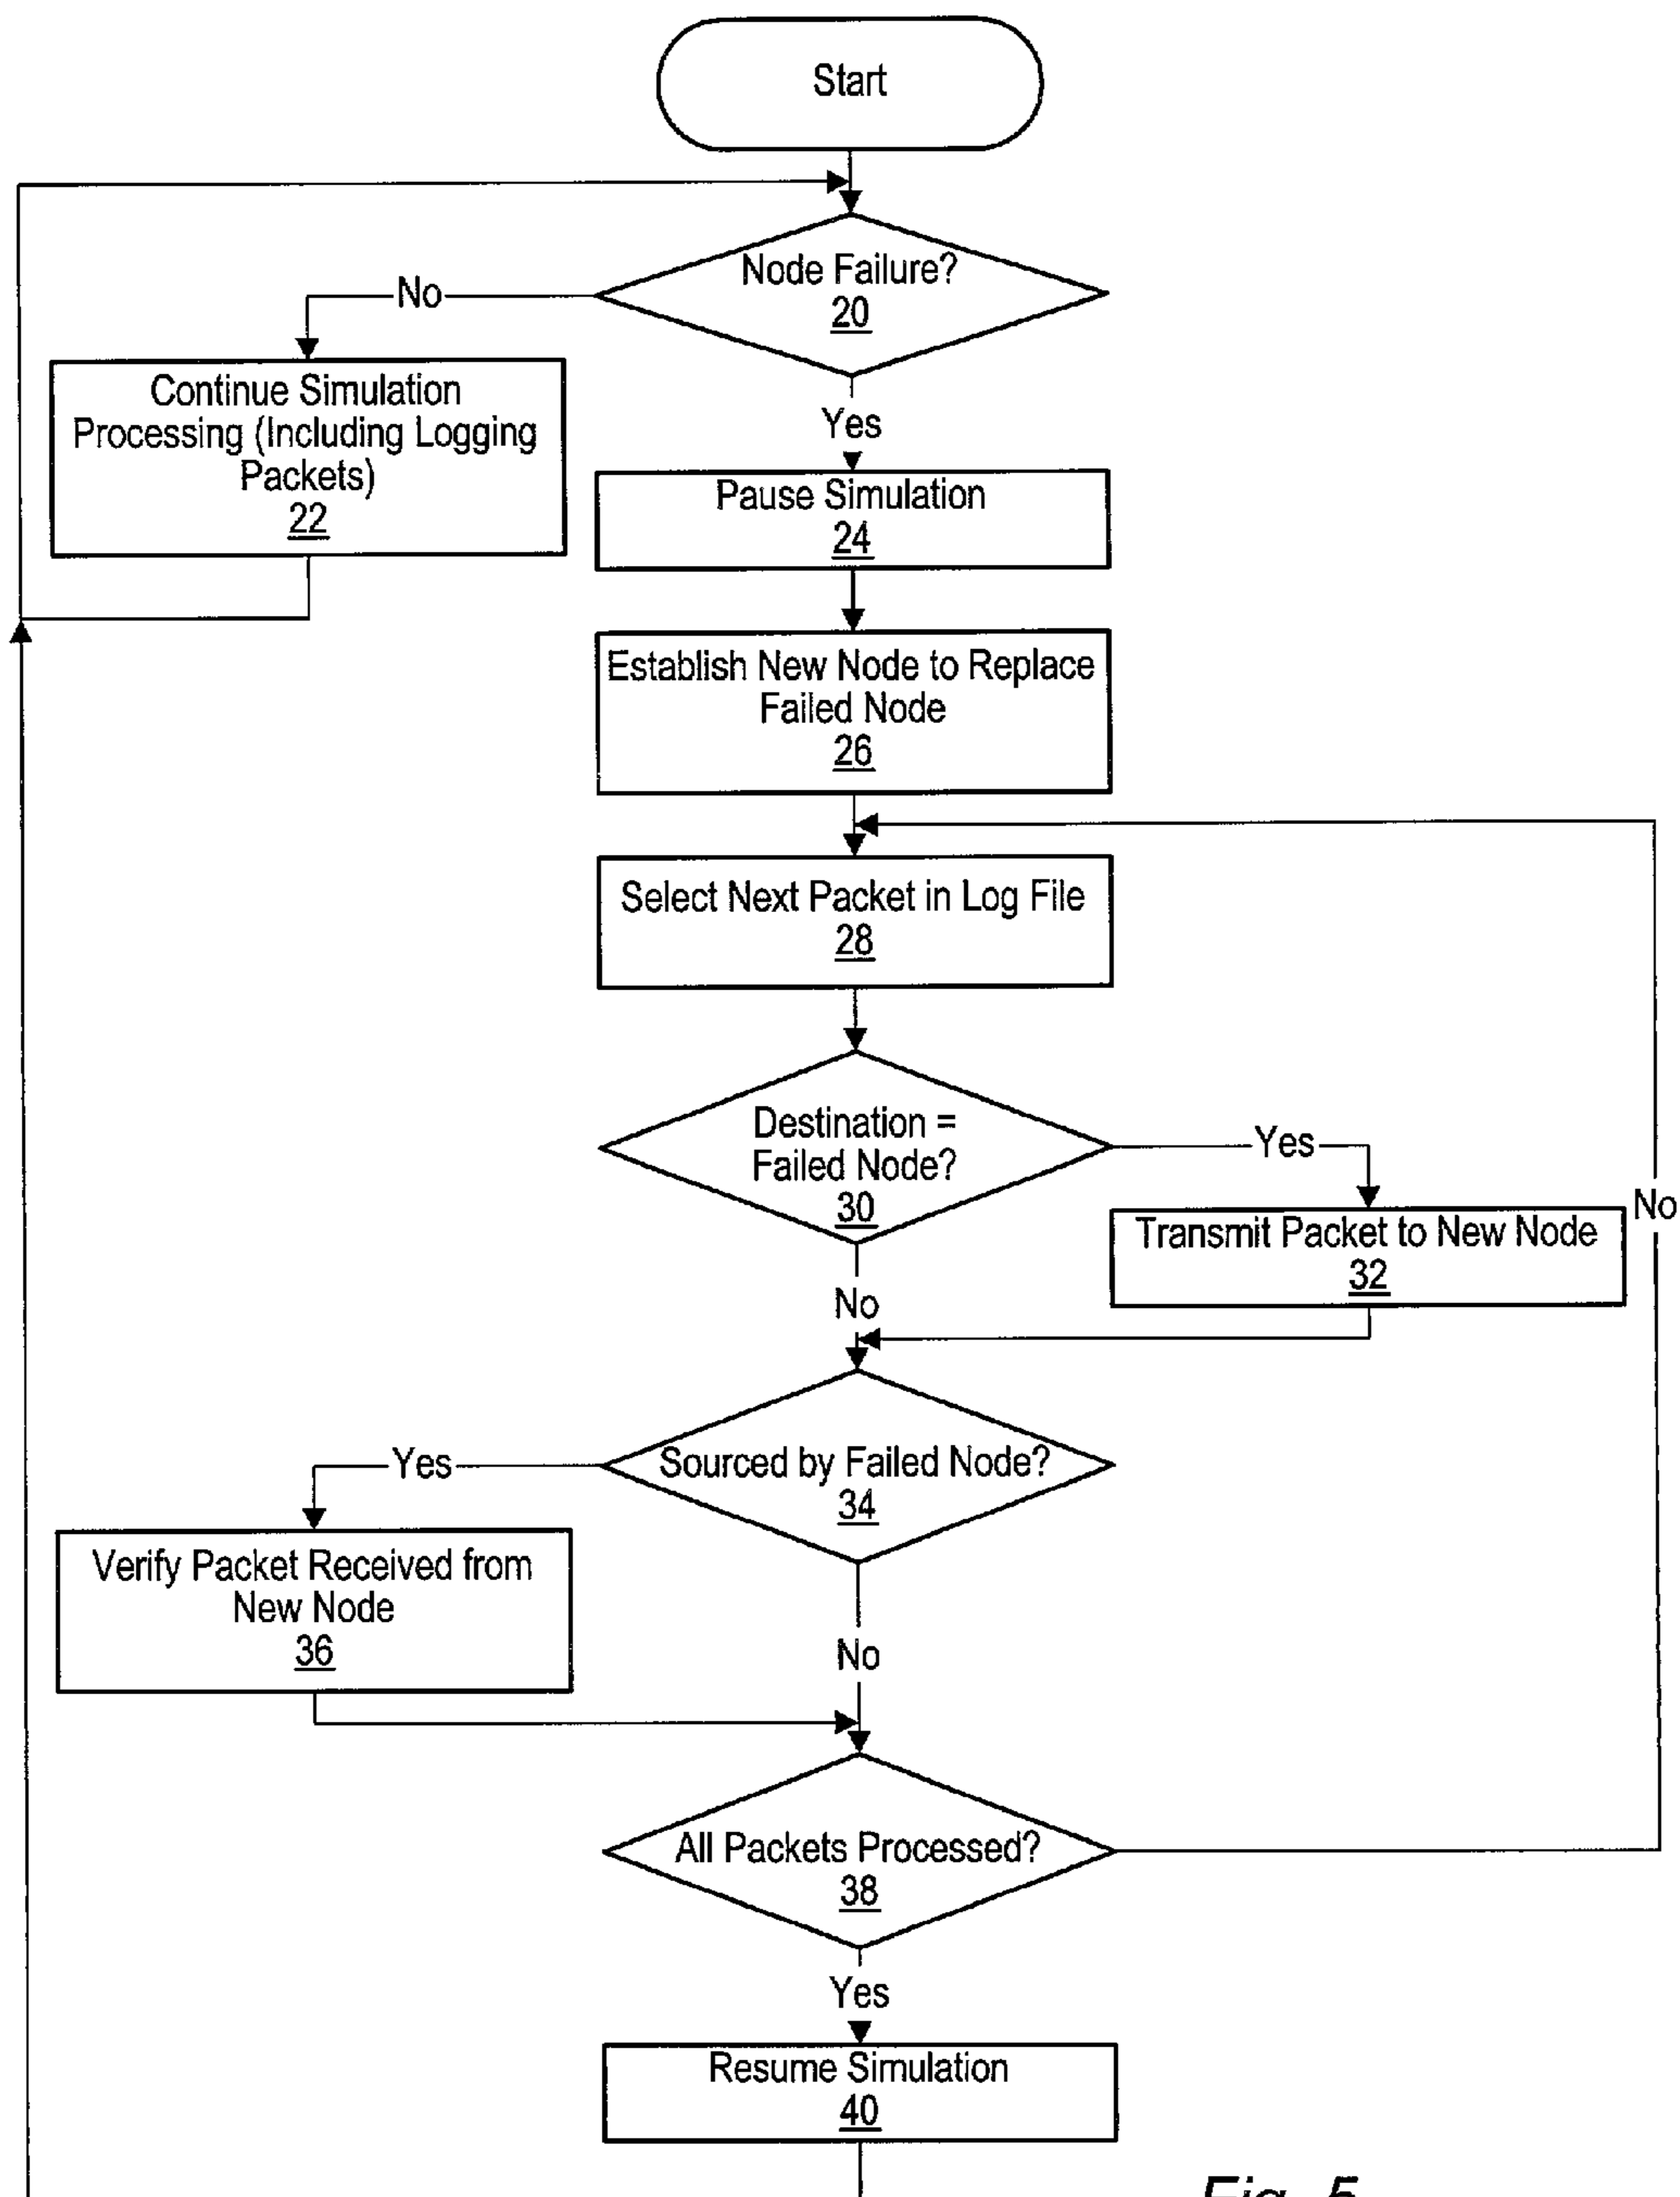 Start
Node Failure?
20
No
Continue Simulation
Processing (Including Logging
Packets)
22
Yes
Pause Simulation
24
Establish New Node to Replace
Failed Node
26
Select Next Packet in Log File
28
Destination =
Failed Node?
30
Yes
No
Transmit Packet to New Node
32
No
Sourced by Failed Node?
34
Yes
Verify Packet Received from
New Node
36
No
All Packets Processed?
38
Yes
Resume Simulation
40
Fig. 5